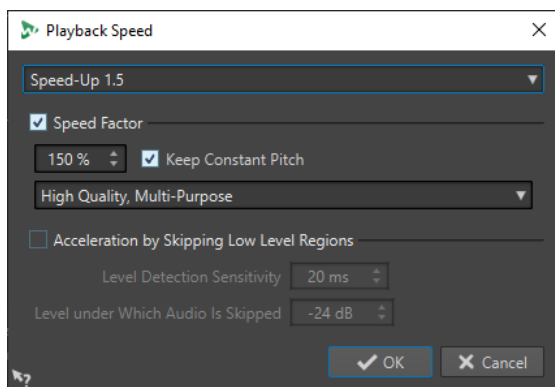 Playback Speed
Speed-Up 1.5
Speed Factor
150 % Keep Constant Pitch
High Quality, Multi-Purpose
Acceleration by Skipping Low Level Regions
Level Detection Sensitivity 20 ms
Level under Which Audio Is Skipped -24 dB
OK Cancel
?